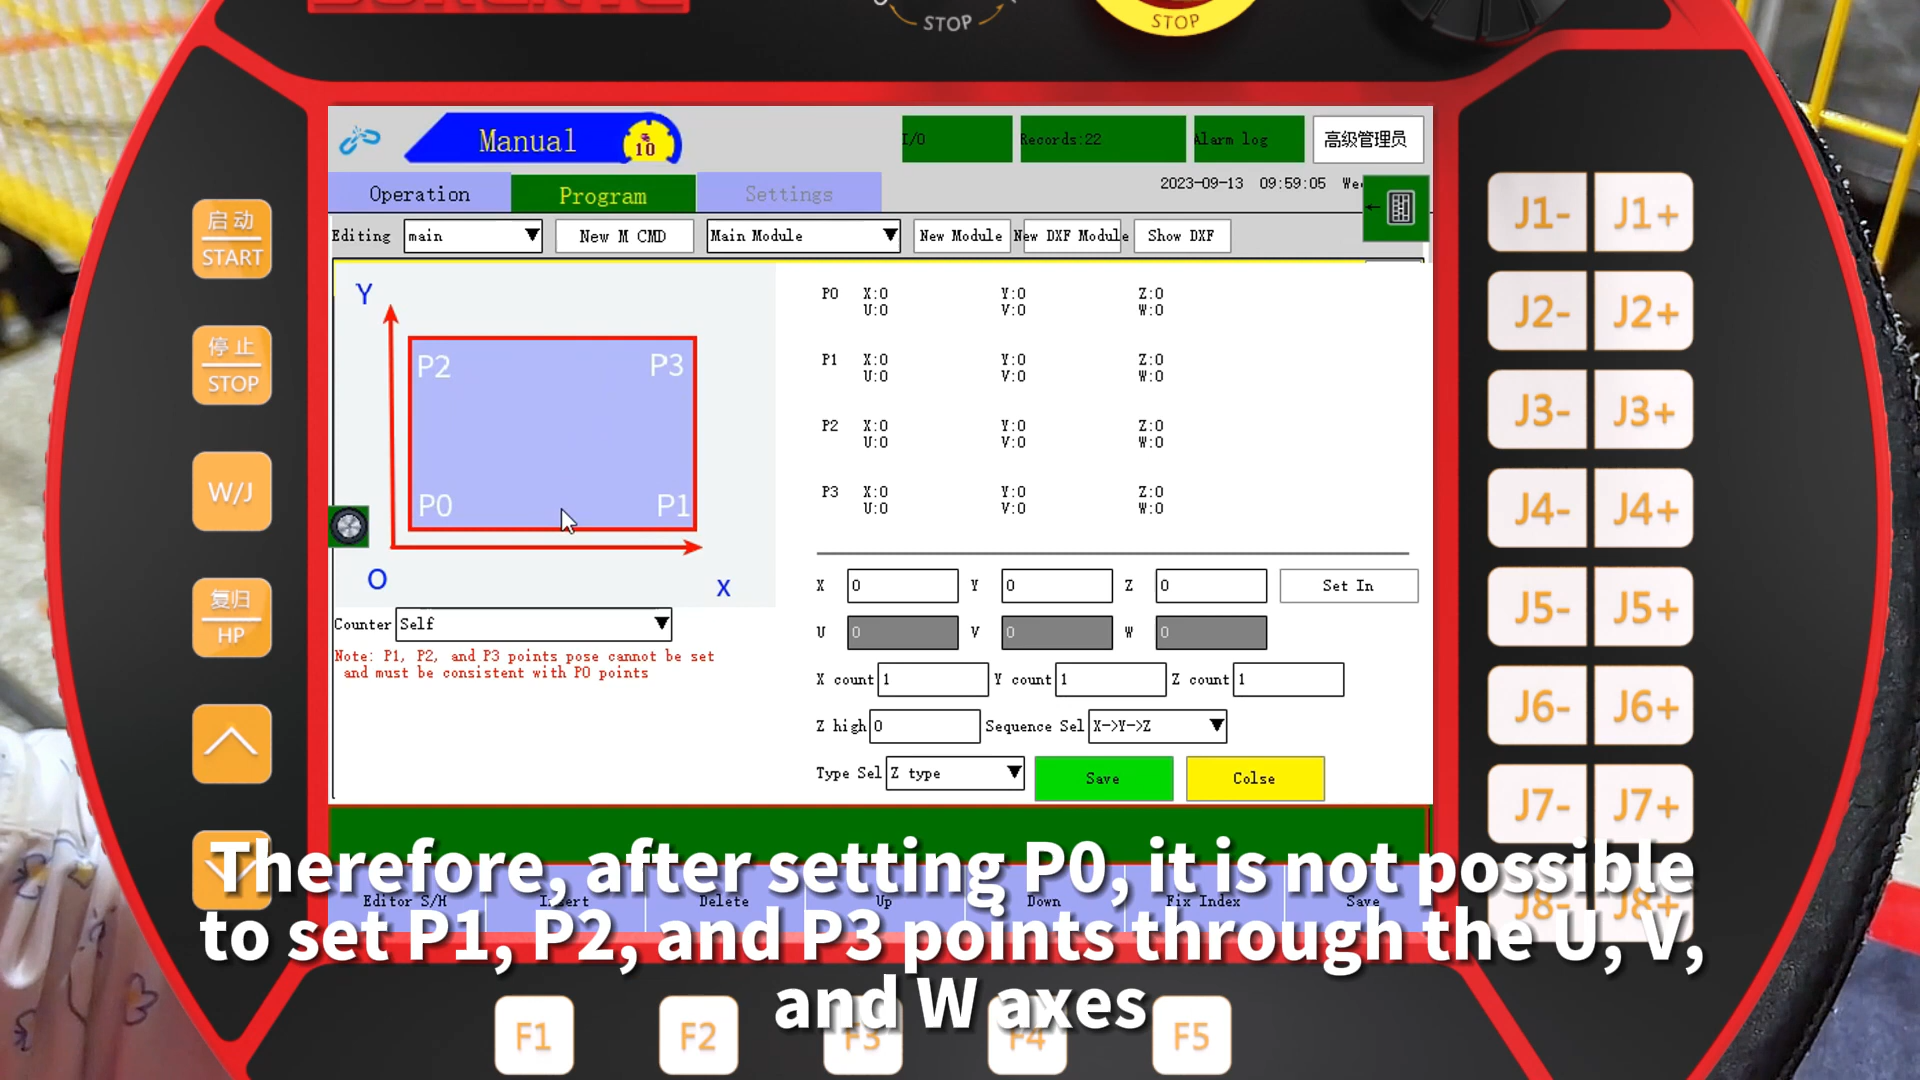 STOP
STOP
Manual
%
10
I/O
Records:22
Alarm log
高级管理员
Operation
Program
Settings
2023-09-13 09:59:05
Editing
main
New M CMD
Main Module
New Module
New DXF Module
Show DXF
Y
P2
P3
P0
P1
O
X
Counter
Self
Note: P1, P2, and P3 points pose cannot be set
and must be consistent with P0 points
P0 X:0 Y:0 Z:0
U:0 V:0 W:0
P1 X:0 Y:0 Z:0
U:0 V:0 W:0
P2 X:0 Y:0 Z:0
U:0 V:0 W:0
P3 X:0 Y:0 Z:0
U:0 V:0 W:0
X 0 Y 0 Z 0 Set In
U 0 V 0 W 0
X count 1 Y count 1 Z count 1
Z high 0 Sequence Sel X->Y->Z
Type Sel Z type Save Colse
Editor S/H
Insert
Delete
Up
Down
Fix Index
Save
启动
START
停止
STOP
W/J
复归
HP
J1- J1+
J2- J2+
J3- J3+
J4- J4+
J5- J5+
J6- J6+
J7- J7+
J8- J8+
Therefore, after setting P0, it is not possible
to set P1, P2, and P3 points through the U, V,
and W axes
F1
F2
F3
F4
F5